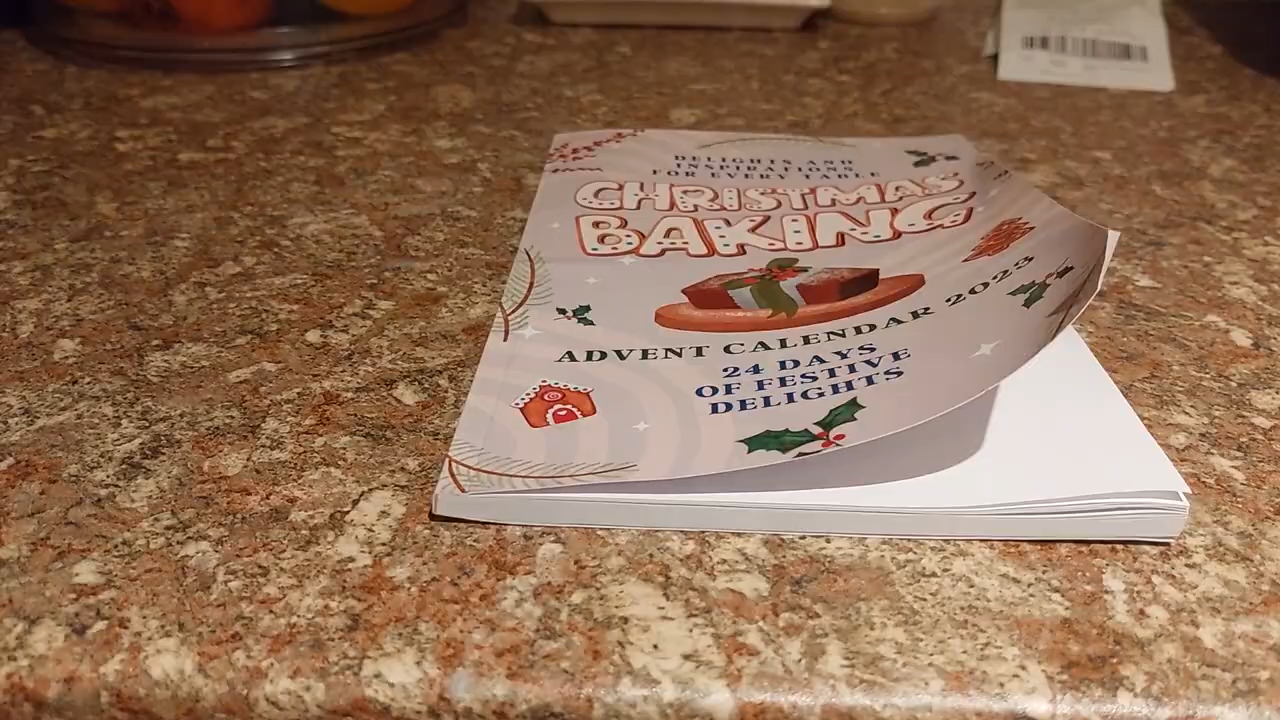 DELIGHTS AND
INSPIRATIONS
FOR EVERY TABLE
CHRISTMAS
BAKING
ADVENT CALENDAR 2023
24 DAYS
OF FESTIVE
DELIGHTS